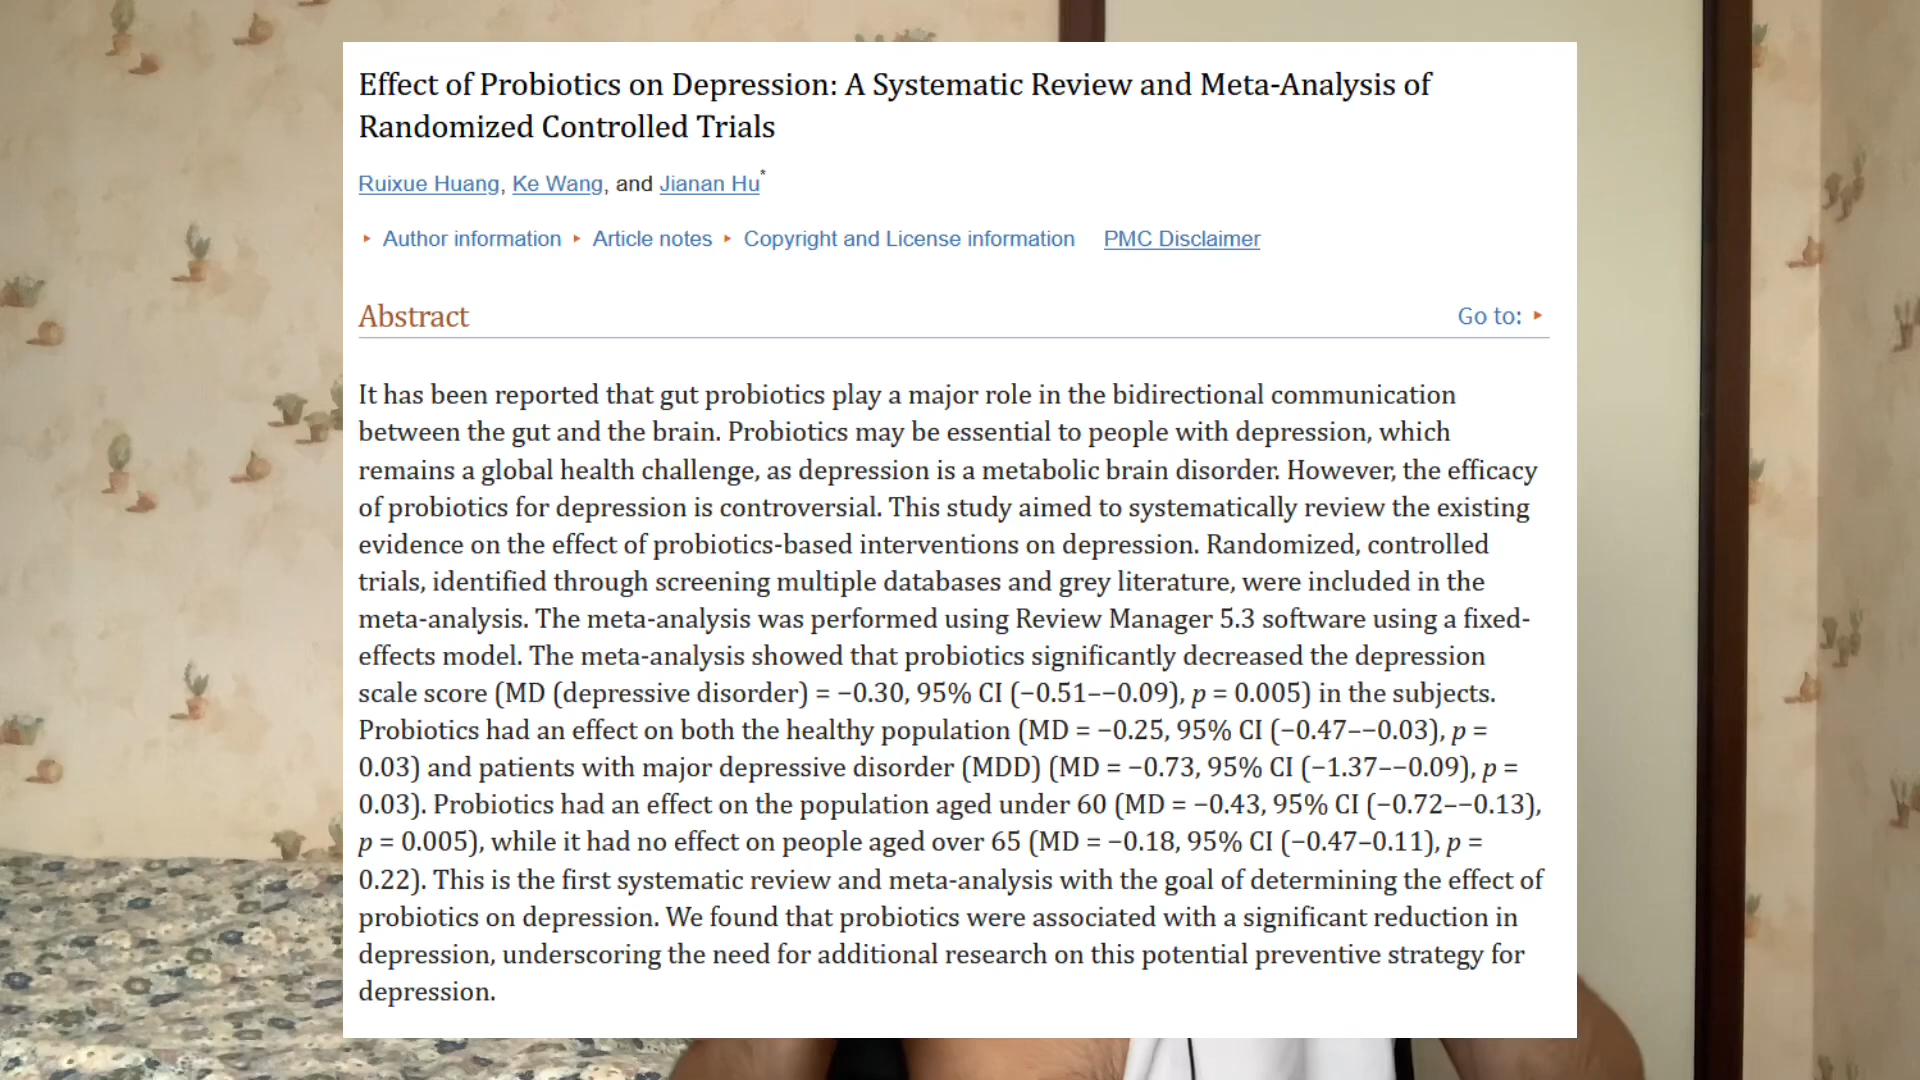 Effect of Probiotics on Depression: A Systematic Review and Meta-Analysis of
Randomized Controlled Trials
Ruixue Huang, Ke Wang, and Jianan Hu*
▸ Author information ▸ Article notes ▸ Copyright and License information PMC Disclaimer
Abstract
Go to: ▸
It has been reported that gut probiotics play a major role in the bidirectional communication
between the gut and the brain. Probiotics may be essential to people with depression, which
remains a global health challenge, as depression is a metabolic brain disorder. However, the efficacy
of probiotics for depression is controversial. This study aimed to systematically review the existing
evidence on the effect of probiotics-based interventions on depression. Randomized, controlled
trials, identified through screening multiple databases and grey literature, were included in the
meta-analysis. The meta-analysis was performed using Review Manager 5.3 software using a fixed-
effects model. The meta-analysis showed that probiotics significantly decreased the depression
scale score (MD (depressive disorder) = −0.30, 95% CI (−0.51–−0.09), p = 0.005) in the subjects.
Probiotics had an effect on both the healthy population (MD = −0.25, 95% CI (−0.47–−0.03), p =
0.03) and patients with major depressive disorder (MDD) (MD = −0.73, 95% CI (−1.37–−0.09), p =
0.03). Probiotics had an effect on the population aged under 60 (MD = −0.43, 95% CI (−0.72–−0.13),
p = 0.005), while it had no effect on people aged over 65 (MD = −0.18, 95% CI (−0.47–0.11), p =
0.22). This is the first systematic review and meta-analysis with the goal of determining the effect of
probiotics on depression. We found that probiotics were associated with a significant reduction in
depression, underscoring the need for additional research on this potential preventive strategy for
depression.